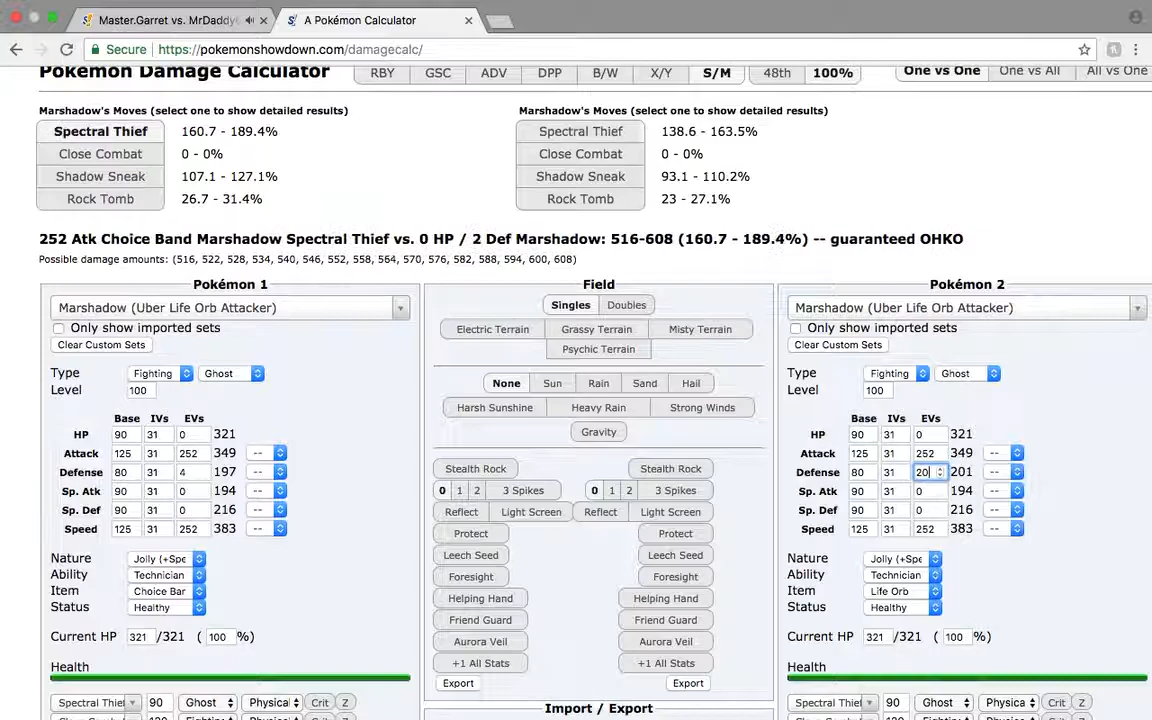 Master.Garret vs. MrDaddy
A Pokémon Calculator
Secure https://pokemonshowdown.com/damagecalc/
Pokémon Damage Calculator RBY GSC ADV DPP B/W X/Y S/M 48th 100% One vs One One vs All All vs One
Marshadow's Moves (select one to show detailed results)
Spectral Thief 160.7 - 189.4%
Close Combat 0 - 0%
Shadow Sneak 107.1 - 127.1%
Rock Tomb 26.7 - 31.4%
Marshadow's Moves (select one to show detailed results)
Spectral Thief 138.6 - 163.5%
Close Combat 0 - 0%
Shadow Sneak 93.1 - 110.2%
Rock Tomb 23 - 27.1%
252 Atk Choice Band Marshadow Spectral Thief vs. 0 HP / 2 Def Marshadow: 516-608 (160.7 - 189.4%) -- guaranteed OHKO
Possible damage amounts: (516, 522, 528, 534, 540, 546, 552, 558, 564, 570, 576, 582, 588, 594, 600, 608)
Pokémon 1
Marshadow (Uber Life Orb Attacker)
Only show imported sets
Clear Custom Sets
Type Fighting Ghost
Level 100
Base IVs EVs
HP 90 31 0 321
Attack 125 31 252 349 --
Defense 80 31 4 197 --
Sp. Atk 90 31 0 194 --
Sp. Def 90 31 0 216 --
Speed 125 31 252 383 --
Nature Jolly (+Spe
Ability Technician
Item Choice Bar
Status Healthy
Current HP 321 /321 ( 100 %)
Health
Spectral Thief 90 Ghost Physical Crit Z
Field
Singles Doubles
Electric Terrain Grassy Terrain Misty Terrain
Psychic Terrain
None Sun Rain Sand Hail
Harsh Sunshine Heavy Rain Strong Winds
Gravity
Stealth Rock Stealth Rock
0 1 2 3 Spikes 0 1 2 3 Spikes
Reflect Light Screen Reflect Light Screen
Protect Protect
Leech Seed Leech Seed
Foresight Foresight
Helping Hand Helping Hand
Friend Guard Friend Guard
Aurora Veil Aurora Veil
+1 All Stats +1 All Stats
Export Export
Import / Export
Pokémon 2
Marshadow (Uber Life Orb Attacker)
Only show imported sets
Clear Custom Sets
Type Fighting Ghost
Level 100
Base IVs EVs
HP 90 31 0 321
Attack 125 31 252 349 --
Defense 80 31 20 201 --
Sp. Atk 90 31 0 194 --
Sp. Def 90 31 0 216 --
Speed 125 31 252 383 --
Nature Jolly (+Spe
Ability Technician
Item Life Orb
Status Healthy
Current HP 321 /321 ( 100 %)
Health
Spectral Thief 90 Ghost Physica Crit Z